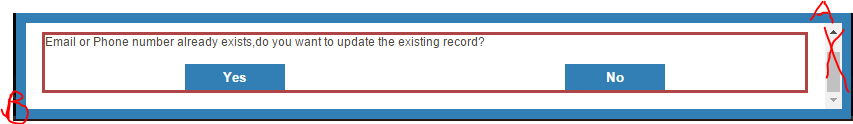 Email or Phone number already exists,do you want to update the existing record?
Yes No
B